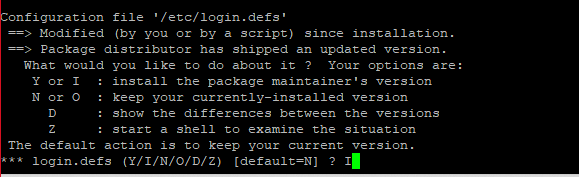 Configuration file '/etc/login.defs'
==> Modified (by you or by a script) since installation.
==> Package distributor has shipped an updated version.
What would you like to do about it ?  Your options are:
Y or I  : install the package maintainer's version
N or O  : keep your currently-installed version
D     : show the differences between the versions
Z     : start a shell to examine the situation
The default action is to keep your current version.
*** login.defs (Y/I/N/O/D/Z) [default=N] ? I